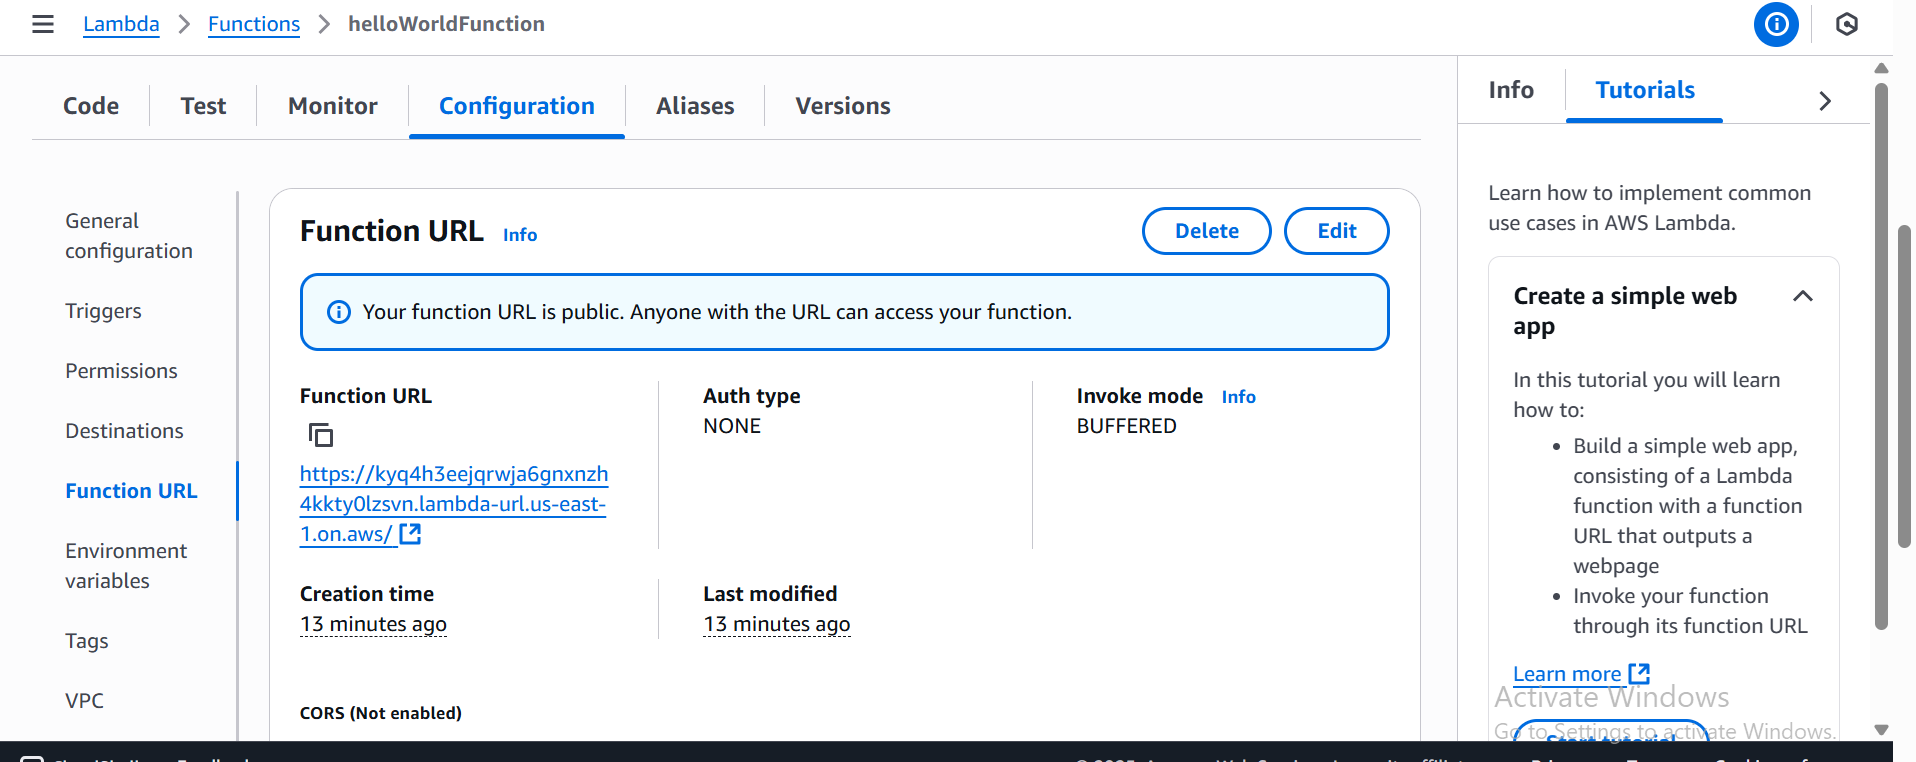 Lambda > Functions > helloWorldFunction
Code Test Monitor Configuration Aliases Versions
General
configuration
Triggers
Permissions
Destinations
Function URL
Environment
variables
Tags
VPC
Function URL Info
Delete Edit
Your function URL is public. Anyone with the URL can access your function.
Function URL
https://kyq4h3eejqrwja6gnxnzh
4kkty0lzsvn.lambda-url.us-east-
1.on.aws/
Auth type
NONE
Invoke mode Info
BUFFERED
Creation time
13 minutes ago
Last modified
13 minutes ago
CORS (Not enabled)
Info Tutorials
Learn how to implement common
use cases in AWS Lambda.
Create a simple web
app
In this tutorial you will learn
how to:
• Build a simple web app,
consisting of a Lambda
function with a function
URL that outputs a
webpage
• Invoke your function
through its function URL
Learn more
Start tutorial
Activate Windows
Go to Settings to activate Windows.